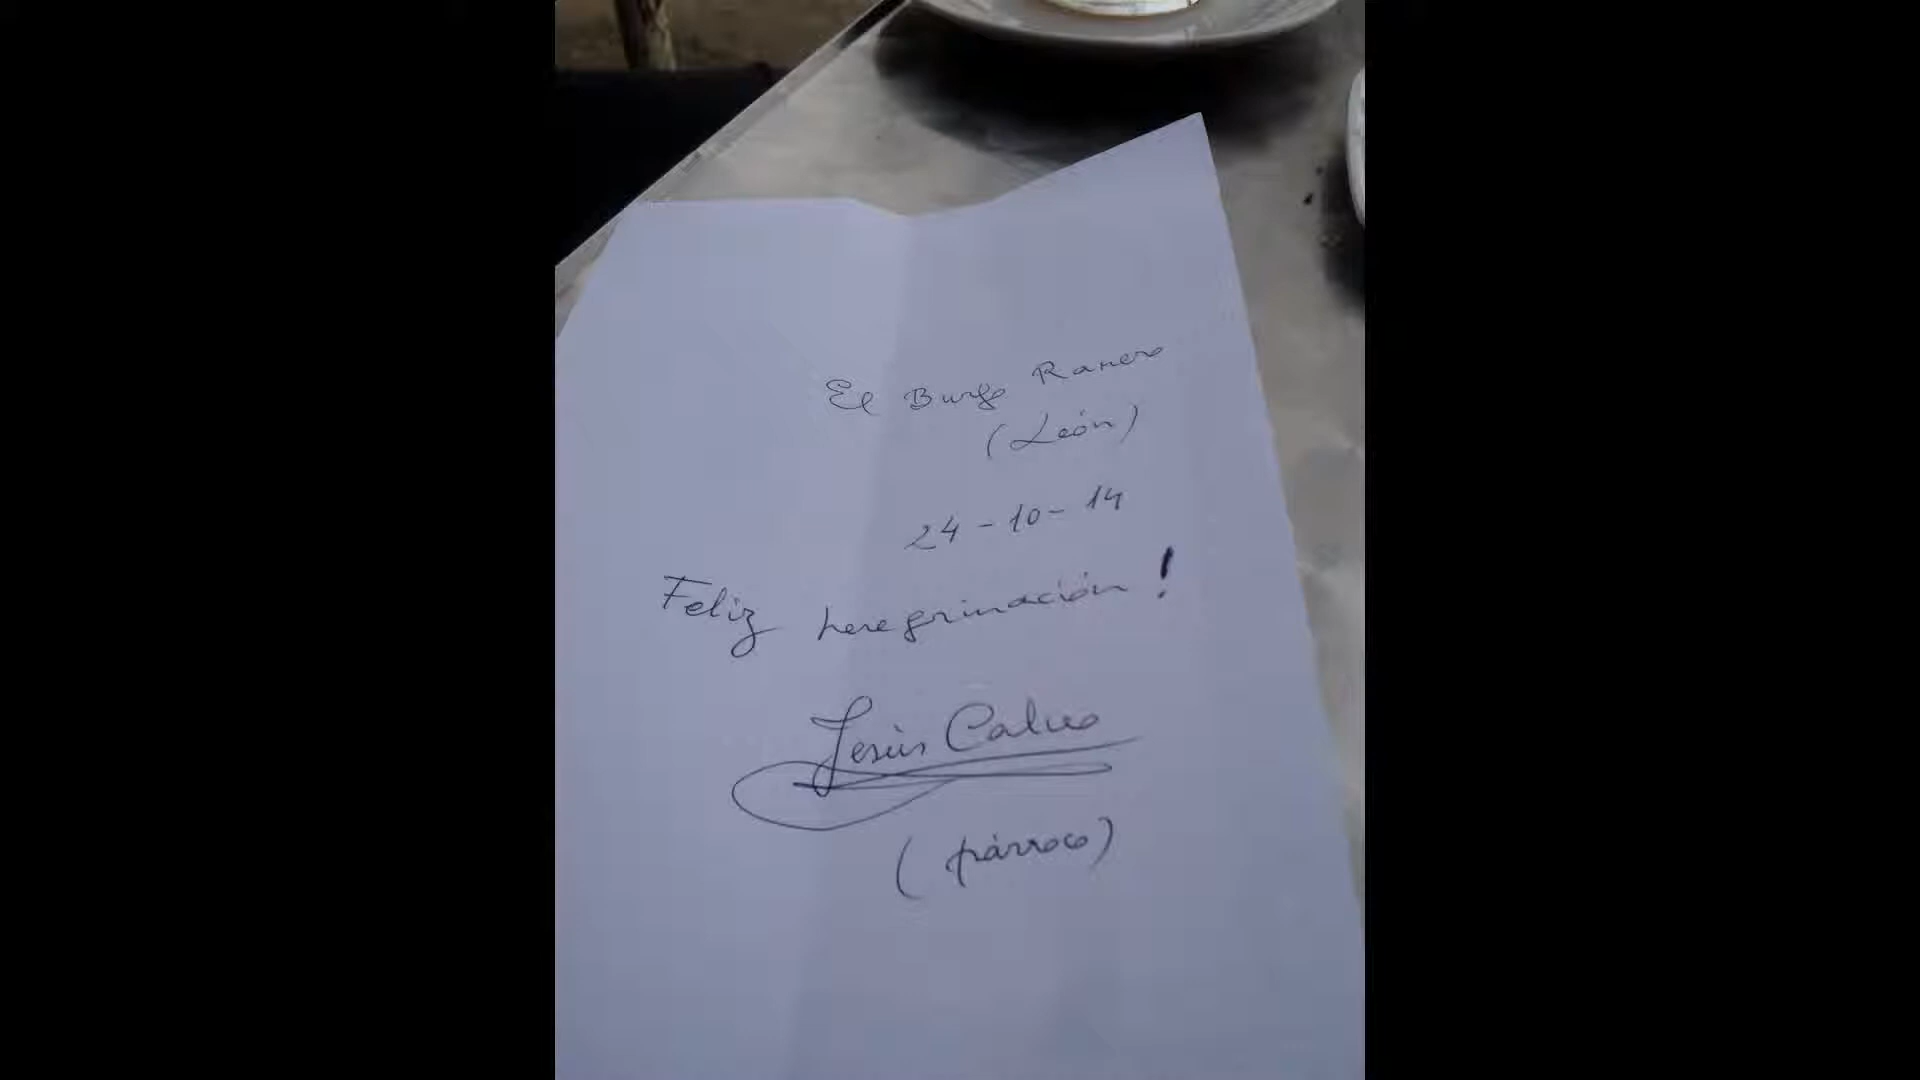 El Burgo Ranero
(León)
24-10-14
Feliz peregrinación!
Jesús Calvo
(párroco)